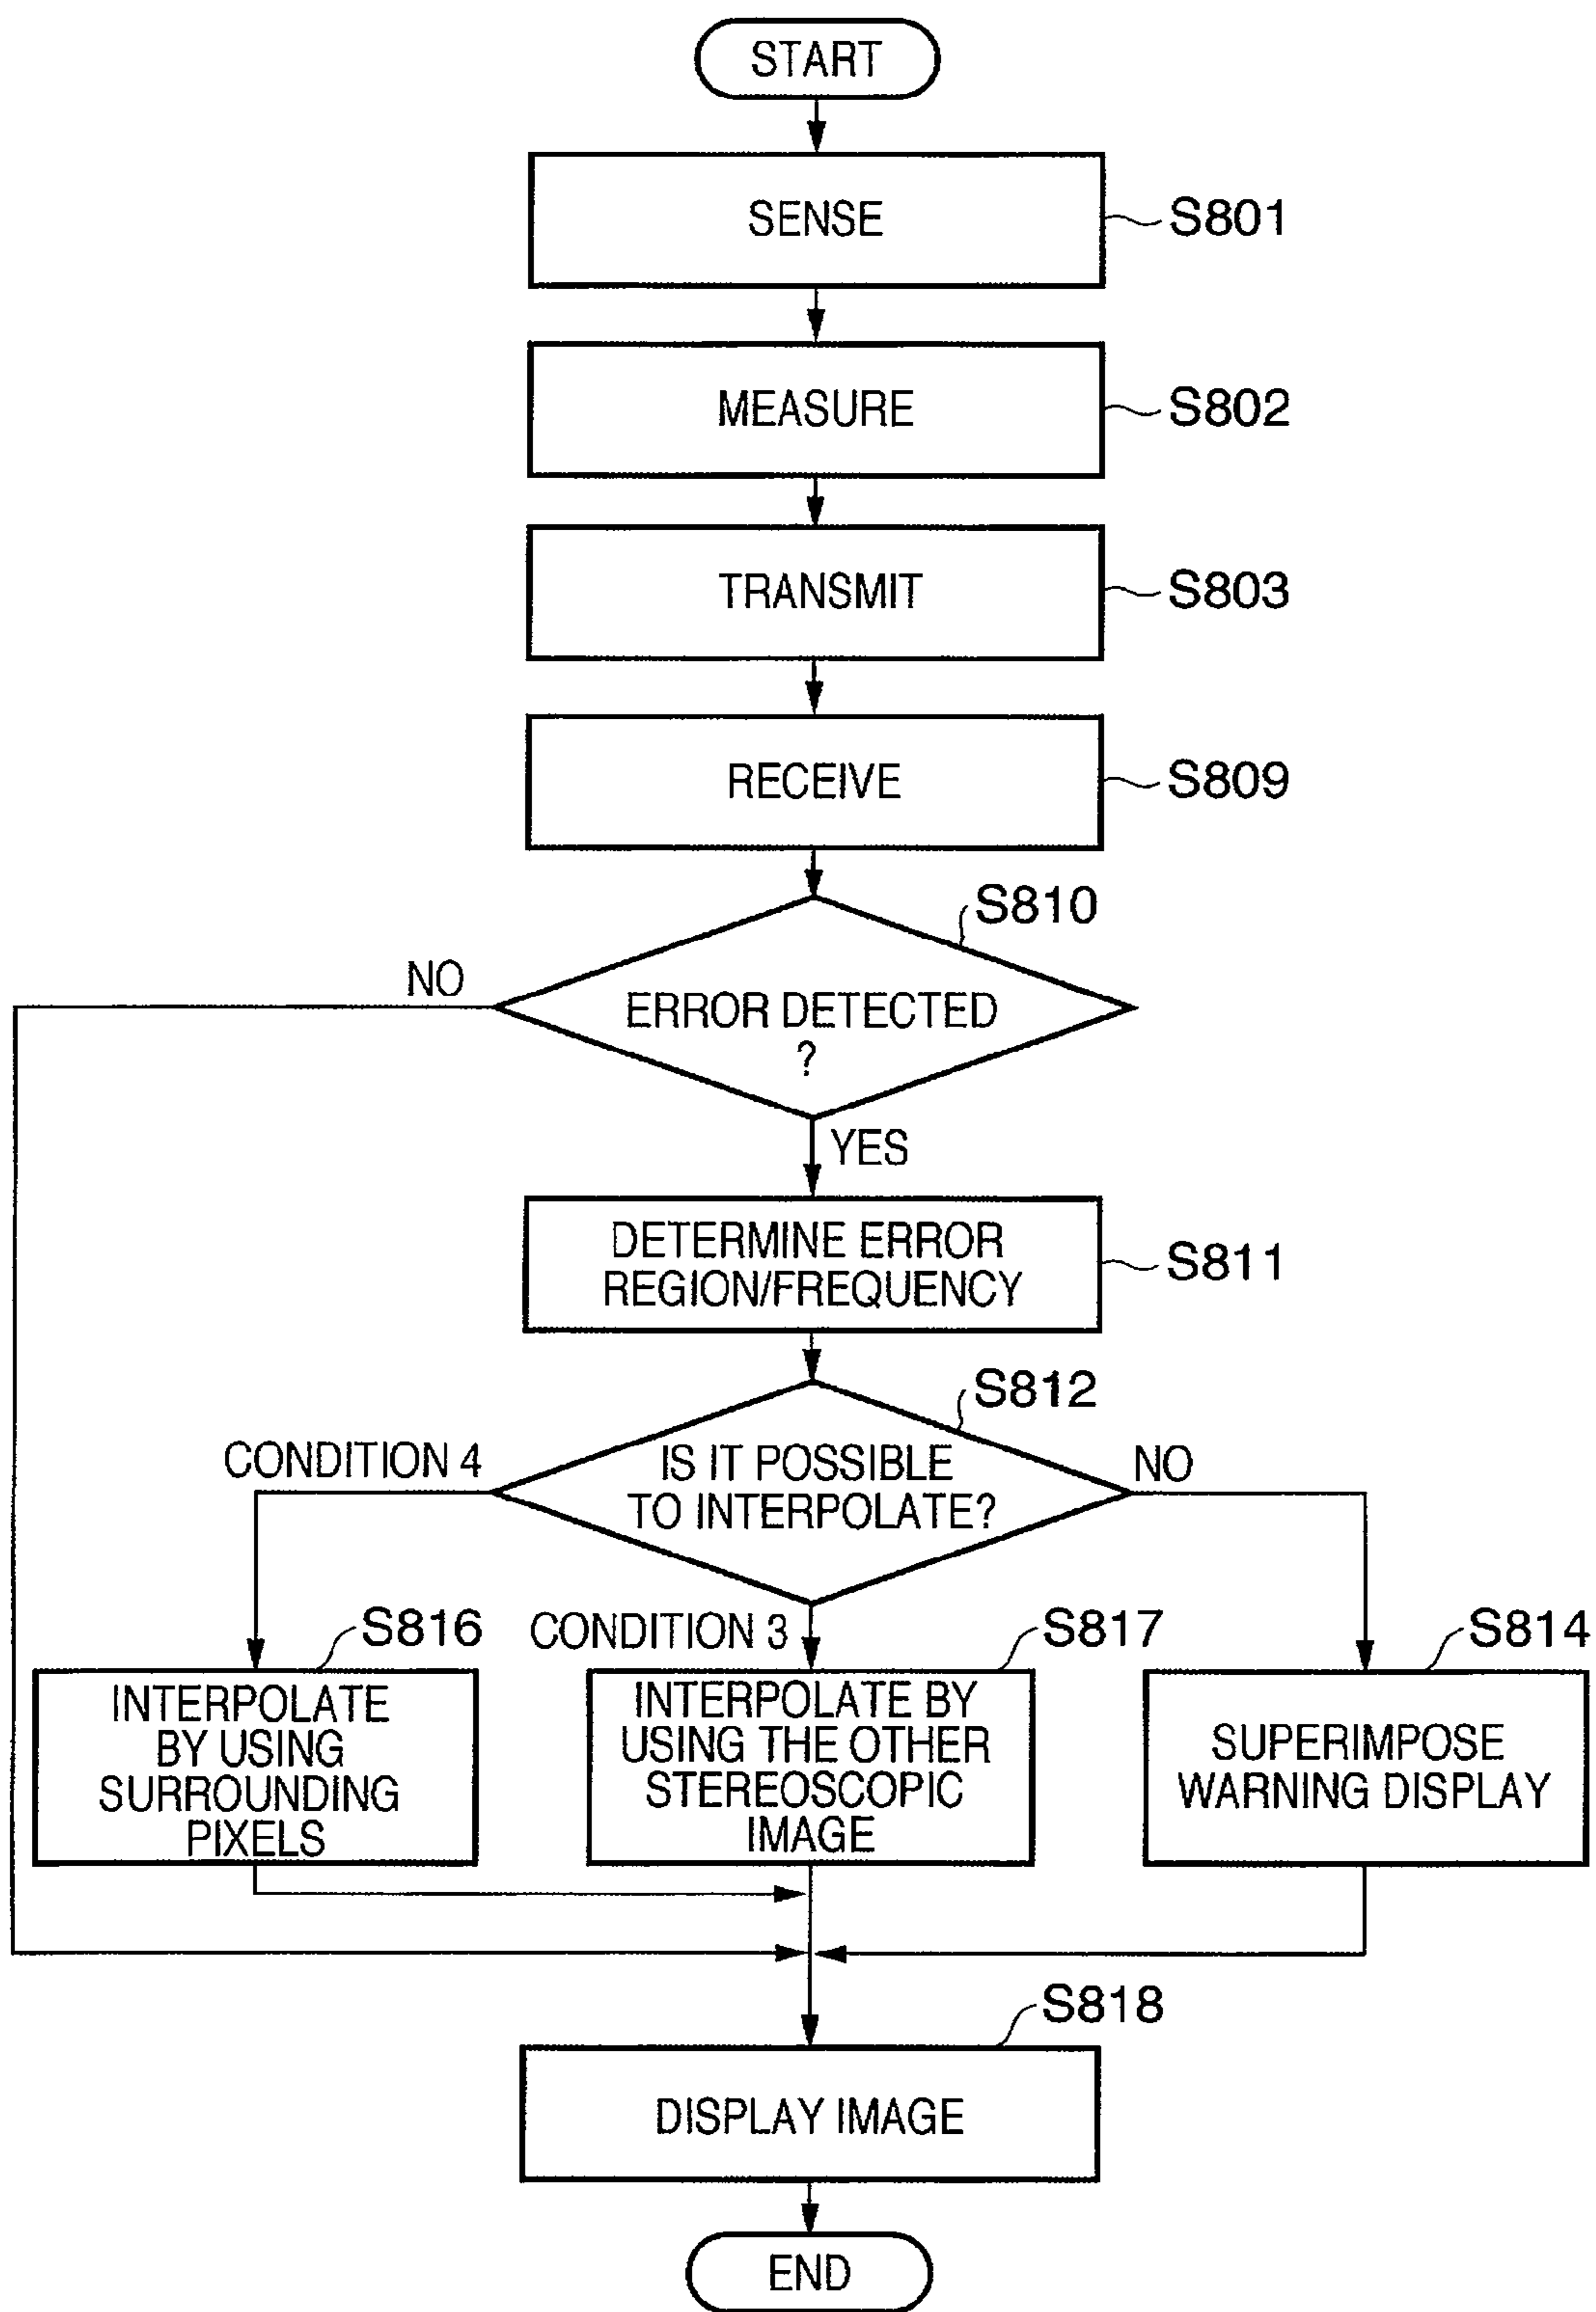 START
SENSE
S801
MEASURE
S802
TRANSMIT
S803
RECEIVE
S809
S810
NO
ERROR DETECTED
?
YES
DETERMINE ERROR
REGION/FREQUENCY
S811
S812
CONDITION 4
IS IT POSSIBLE
TO INTERPOLATE?
NO
S816
CONDITION 3
S817
S814
INTERPOLATE
BY USING
SURROUNDING
PIXELS
INTERPOLATE BY
USING THE OTHER
STEREOSCOPIC
IMAGE
SUPERIMPOSE
WARNING DISPLAY
S818
DISPLAY IMAGE
END